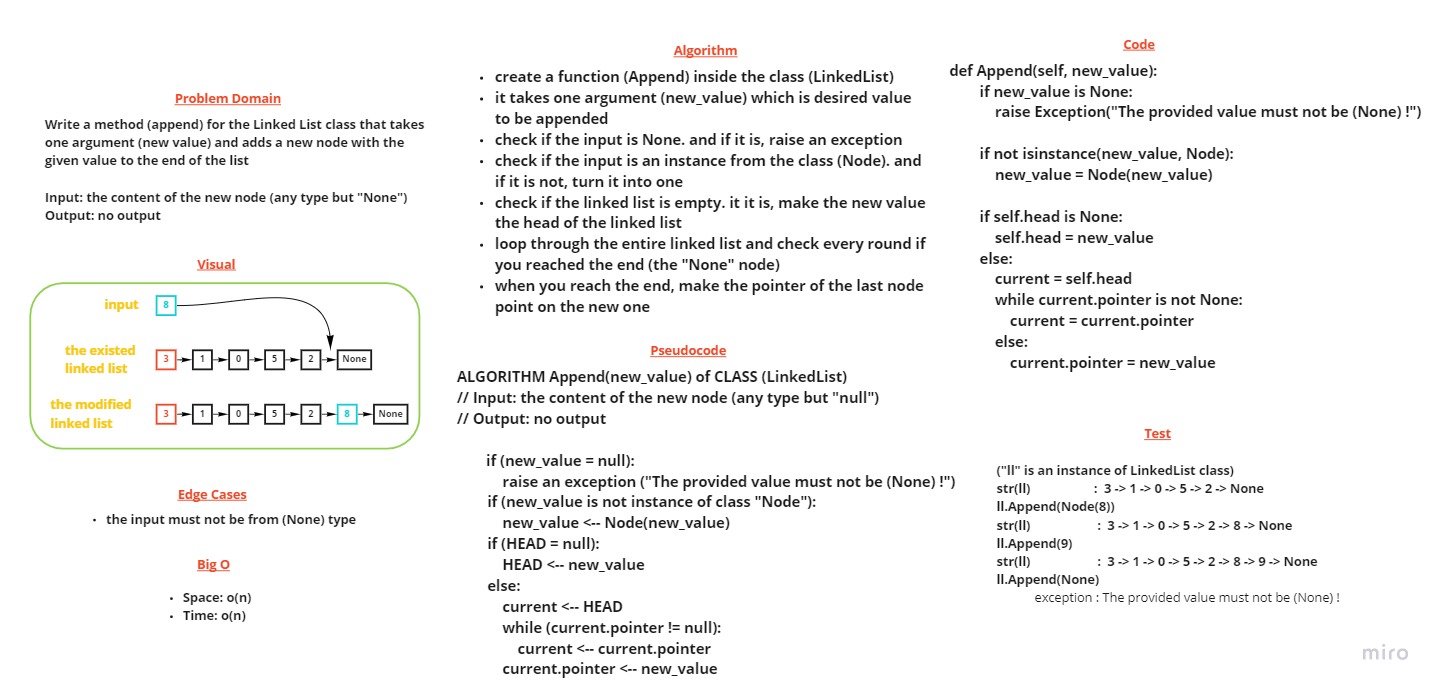 Problem Domain
Write a method (append) for the Linked List class that takes
one argument (new value) and adds a new node with the
given value to the end of the list
Input: the content of the new node (any type but "None")
Output: no output
Visual
input
8
the existed
linked list
3 1 0 5 2 None
the modified
linked list
3 1 0 5 2 8 None
Edge Cases
• the input must not be from (None) type
Big O
• Space: o(n)
• Time: o(n)
Algorithm
• create a function (Append) inside the class (LinkedList)
• it takes one argument (new_value) which is desired value
to be appended
• check if the input is None. and if it is, raise an exception
• check if the input is an instance from the class (Node). and
if it is not, turn it into one
• check if the linked list is empty. it it is, make the new value
the head of the linked list
• loop through the entire linked list and check every round if
you reached the end (the "None" node)
• when you reach the end, make the pointer of the last node
point on the new one
Pseudocode
ALGORITHM Append(new_value) of CLASS (LinkedList)
// Input: the content of the new node (any type but "null")
// Output: no output
if (new_value = null):
raise an exception ("The provided value must not be (None) !")
if (new_value is not instance of class "Node"):
new_value <-- Node(new_value)
if (HEAD = null):
HEAD <-- new_value
else:
current <-- HEAD
while (current.pointer != null):
current <-- current.pointer
current.pointer <-- new_value
Code
def Append(self, new_value):
if new_value is None:
raise Exception("The provided value must not be (None) !")
if not isinstance(new_value, Node):
new_value = Node(new_value)
if self.head is None:
self.head = new_value
else:
current = self.head
while current.pointer is not None:
current = current.pointer
else:
current.pointer = new_value
Test
("ll" is an instance of LinkedList class)
str(ll) : 3 -> 1 -> 0 -> 5 -> 2 -> None
ll.Append(Node(8))
str(ll) : 3 -> 1 -> 0 -> 5 -> 2 -> 8 -> None
ll.Append(9)
str(ll) : 3 -> 1 -> 0 -> 5 -> 2 -> 8 -> 9 -> None
ll.Append(None)
exception : The provided value must not be (None) !
miro